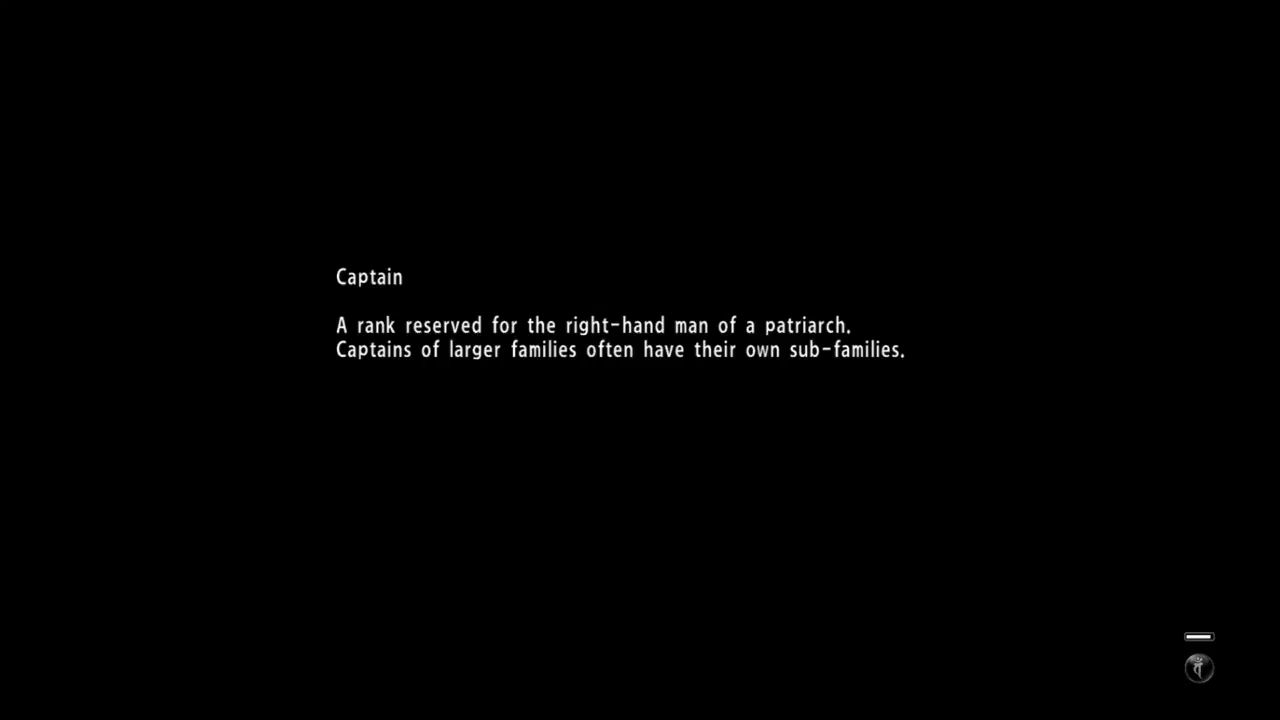 Captain
A rank reserved for the right-hand man of a patriarch.
Captains of larger families often have their own sub-families.